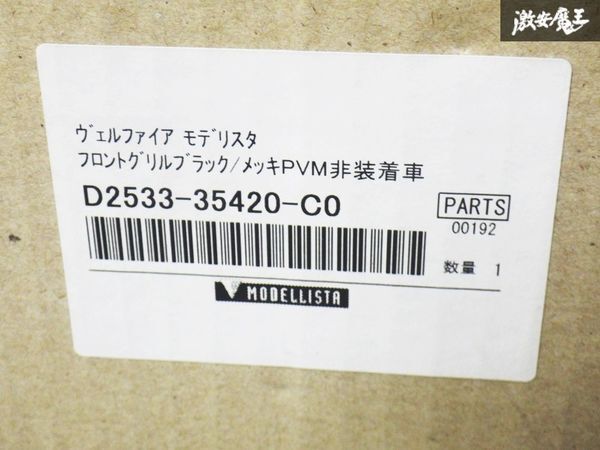 激安魔王
ヴェルファイア モデリスタ
フロントグリルブラック/メッキPVM非装着車
D2533-35420-C0
PARTS
00192
数量 1
MODELLISTA